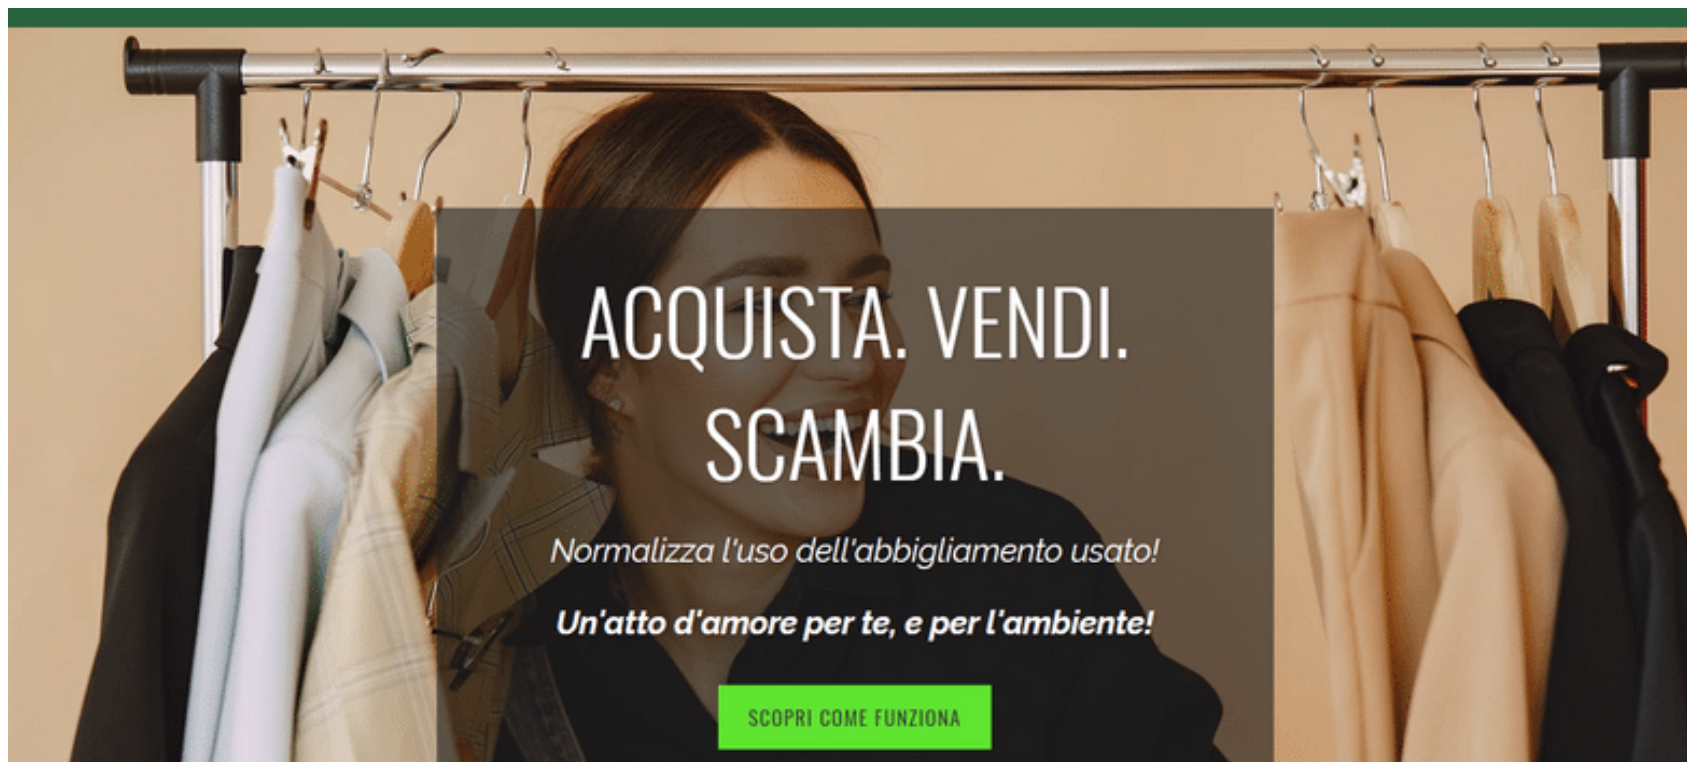 ACQUISTA. VENDI.
SCAMBIA.
Normalizza l'uso dell'abbigliamento usato!
Un'atto d'amore per te, e per l'ambiente!
SCOPRI COME FUNZIONA